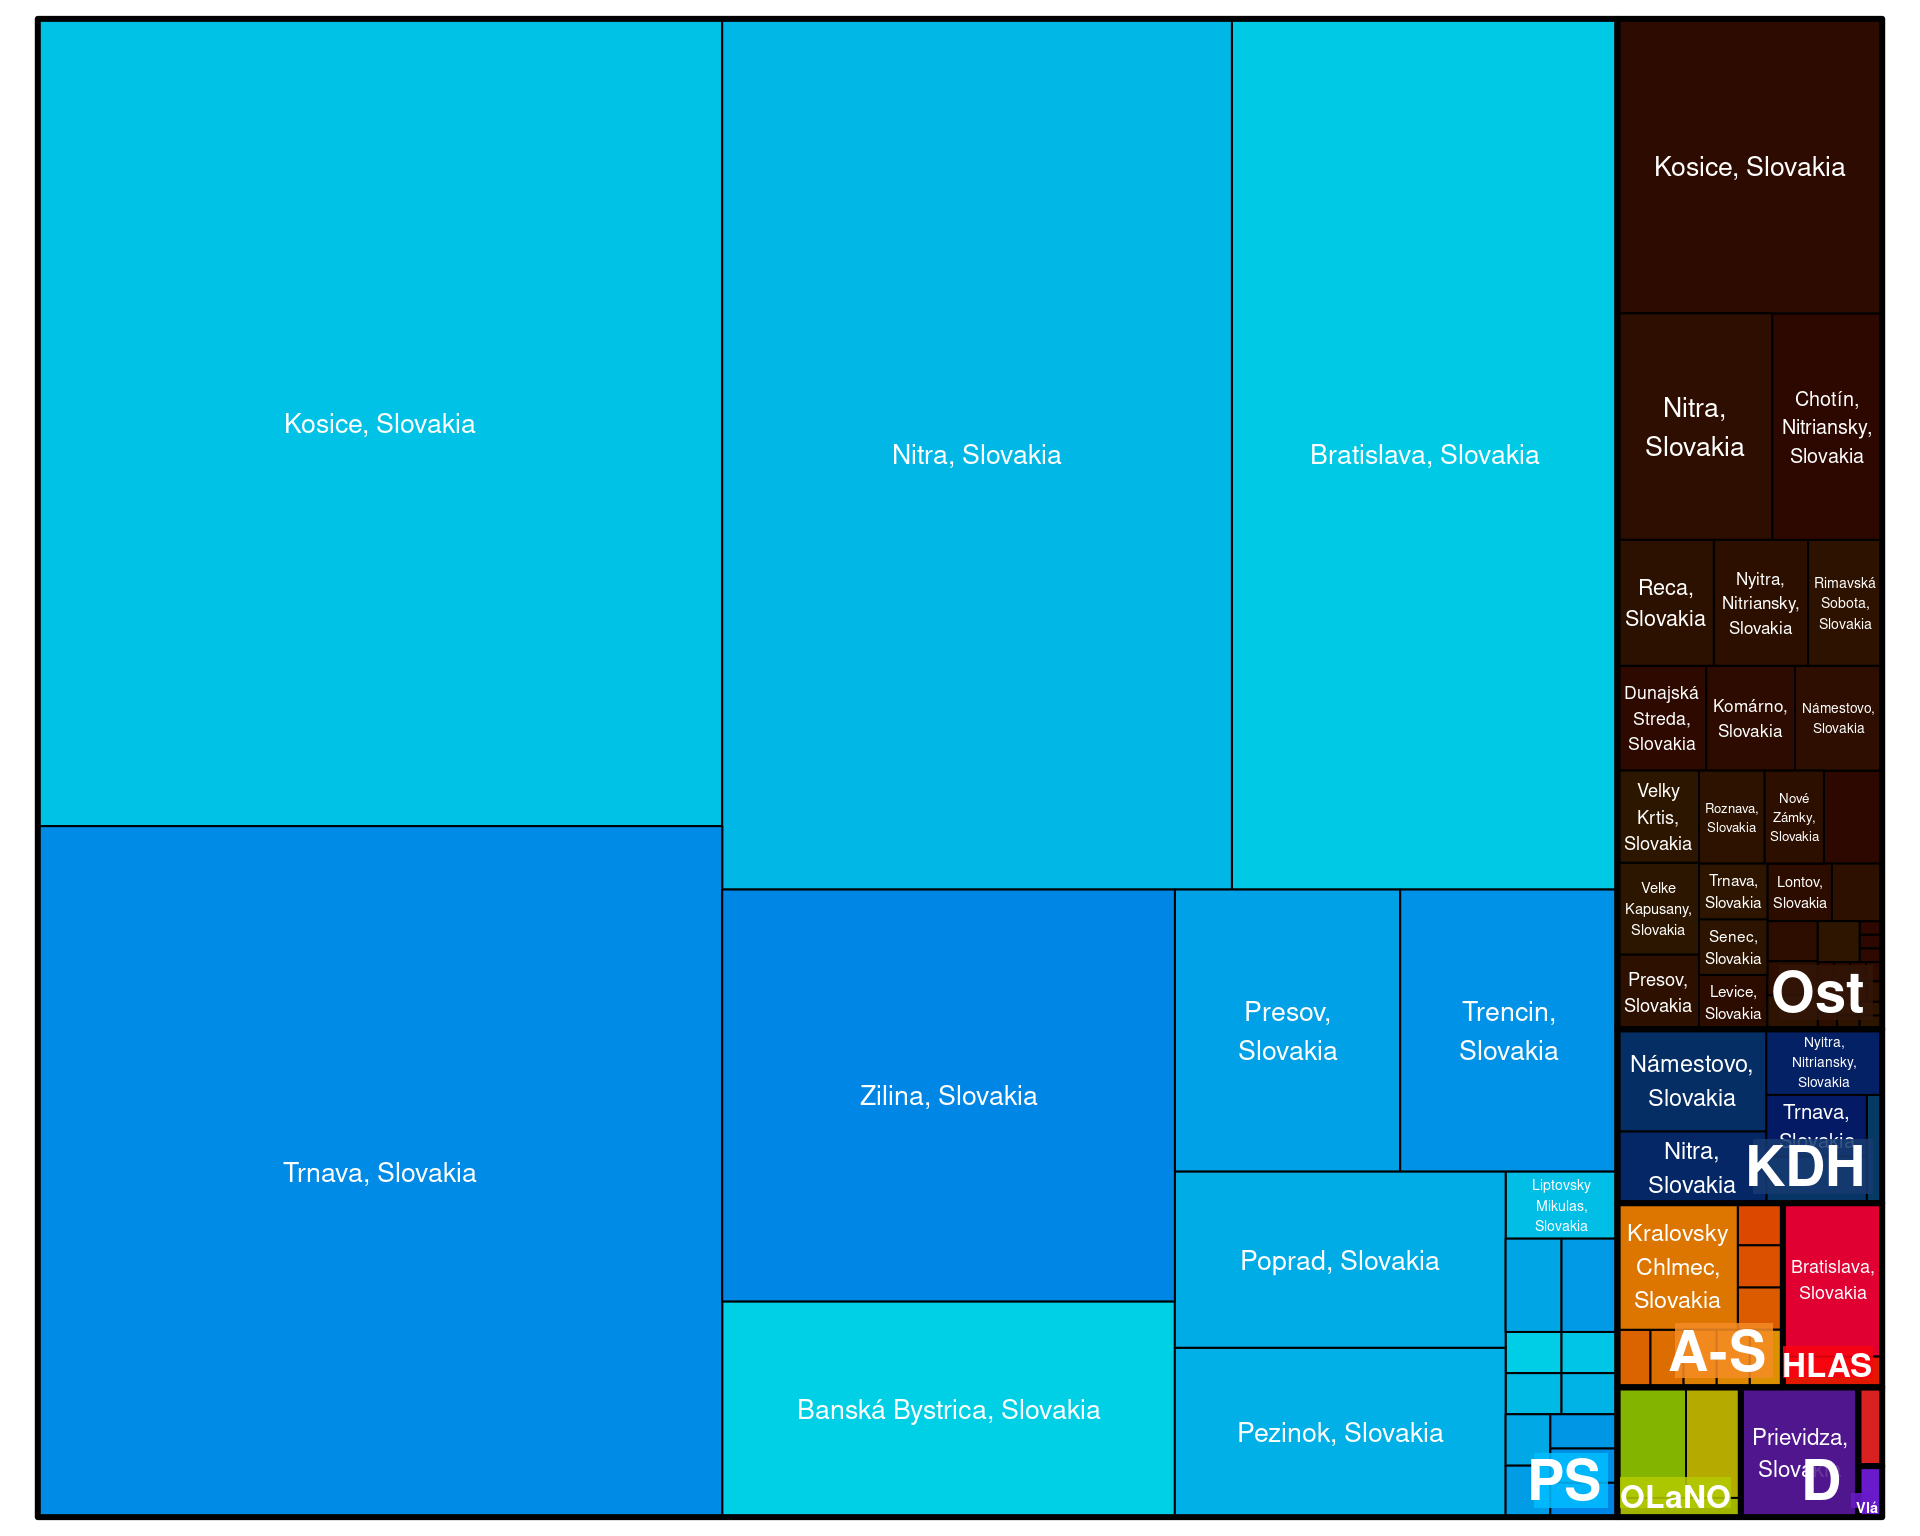 Kosice, Slovakia
Trnava, Slovakia
Nitra, Slovakia
Bratislava, Slovakia
Zilina, Slovakia
Banská Bystrica, Slovakia
Presov,
Slovakia
Trencin,
Slovakia
Poprad, Slovakia
Pezinok, Slovakia
Liptovsky
Mikulas,
Slovakia
PS
Kosice, Slovakia
Nitra,
Slovakia
Chotín,
Nitriansky,
Slovakia
Reca,
Slovakia
Nyitra,
Nitriansky,
Slovakia
Rimavská
Sobota,
Slovakia
Dunajská
Streda,
Slovakia
Komárno,
Slovakia
Námestovo,
Slovakia
Velky
Krtis,
Slovakia
Roznava,
Slovakia
Nové
Zámky,
Slovakia
Velke
Kapusany,
Slovakia
Trnava,
Slovakia
Lontov,
Slovakia
Senec,
Slovakia
Presov,
Slovakia
Levice,
Slovakia
Ost
Námestovo,
Slovakia
Nyitra,
Nitriansky,
Slovakia
Trnava,
Slovakia
Nitra,
Slovakia
KDH
Kralovsky
Chlmec,
Slovakia
A-S
Bratislava,
Slovakia
HLAS
OLaNO
Prievidza,
Slovakia
D
Vlá